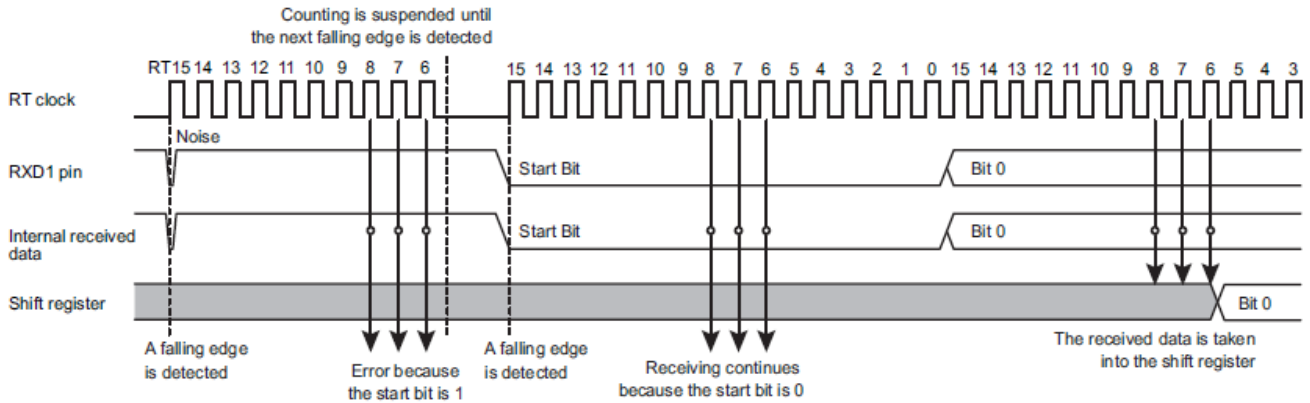 Counting is suspended until
the next falling edge is detected
RT15 14 13 12 11 10 9 8 7 6 15 14 13 12 11 10 9 8 7 6 5 4 3 2 1 0 15 14 13 12 11 10 9 8 7 6 5 4 3
RT clock
Noise
RXD1 pin
Start Bit
Bit 0
Internal received
data
Start Bit
Bit 0
Shift register
Bit 0
A falling edge
is detected
Error because
the start bit is 1
A falling edge
is detected
Receiving continues
because the start bit is 0
The received data is taken
into the shift register